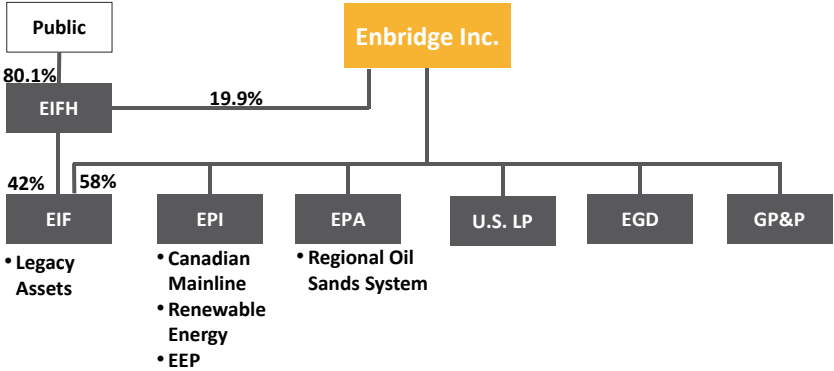 Public
Enbridge Inc.
80.1%
EIFH
19.9%
42%
58%
EIF
EPI
EPA
U.S. LP
EGD
GP&P
• Legacy
Assets
• Canadian
Mainline
• Renewable
Energy
• EEP
• Regional Oil
Sands System